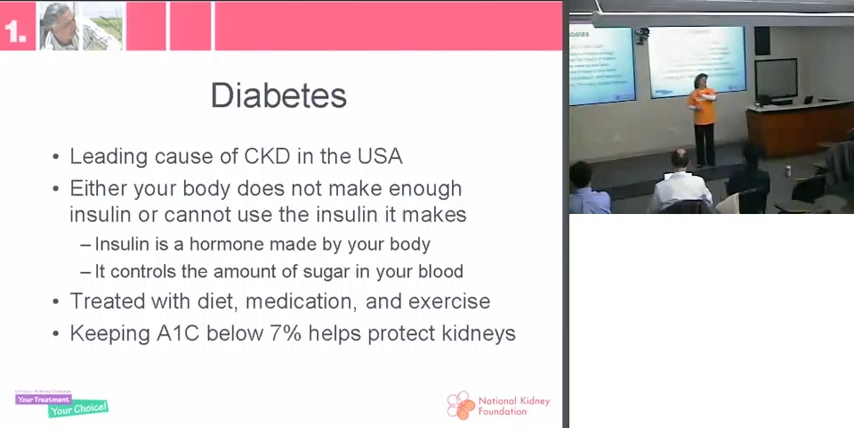 1.
Diabetes
• Leading cause of CKD in the USA
• Either your body does not make enough
insulin or cannot use the insulin it makes
– Insulin is a hormone made by your body
– It controls the amount of sugar in your blood
• Treated with diet, medication, and exercise
• Keeping A1C below 7% helps protect kidneys
Chronic Kidney Disease
Your Treatment
Your Choice!
National Kidney
Foundation